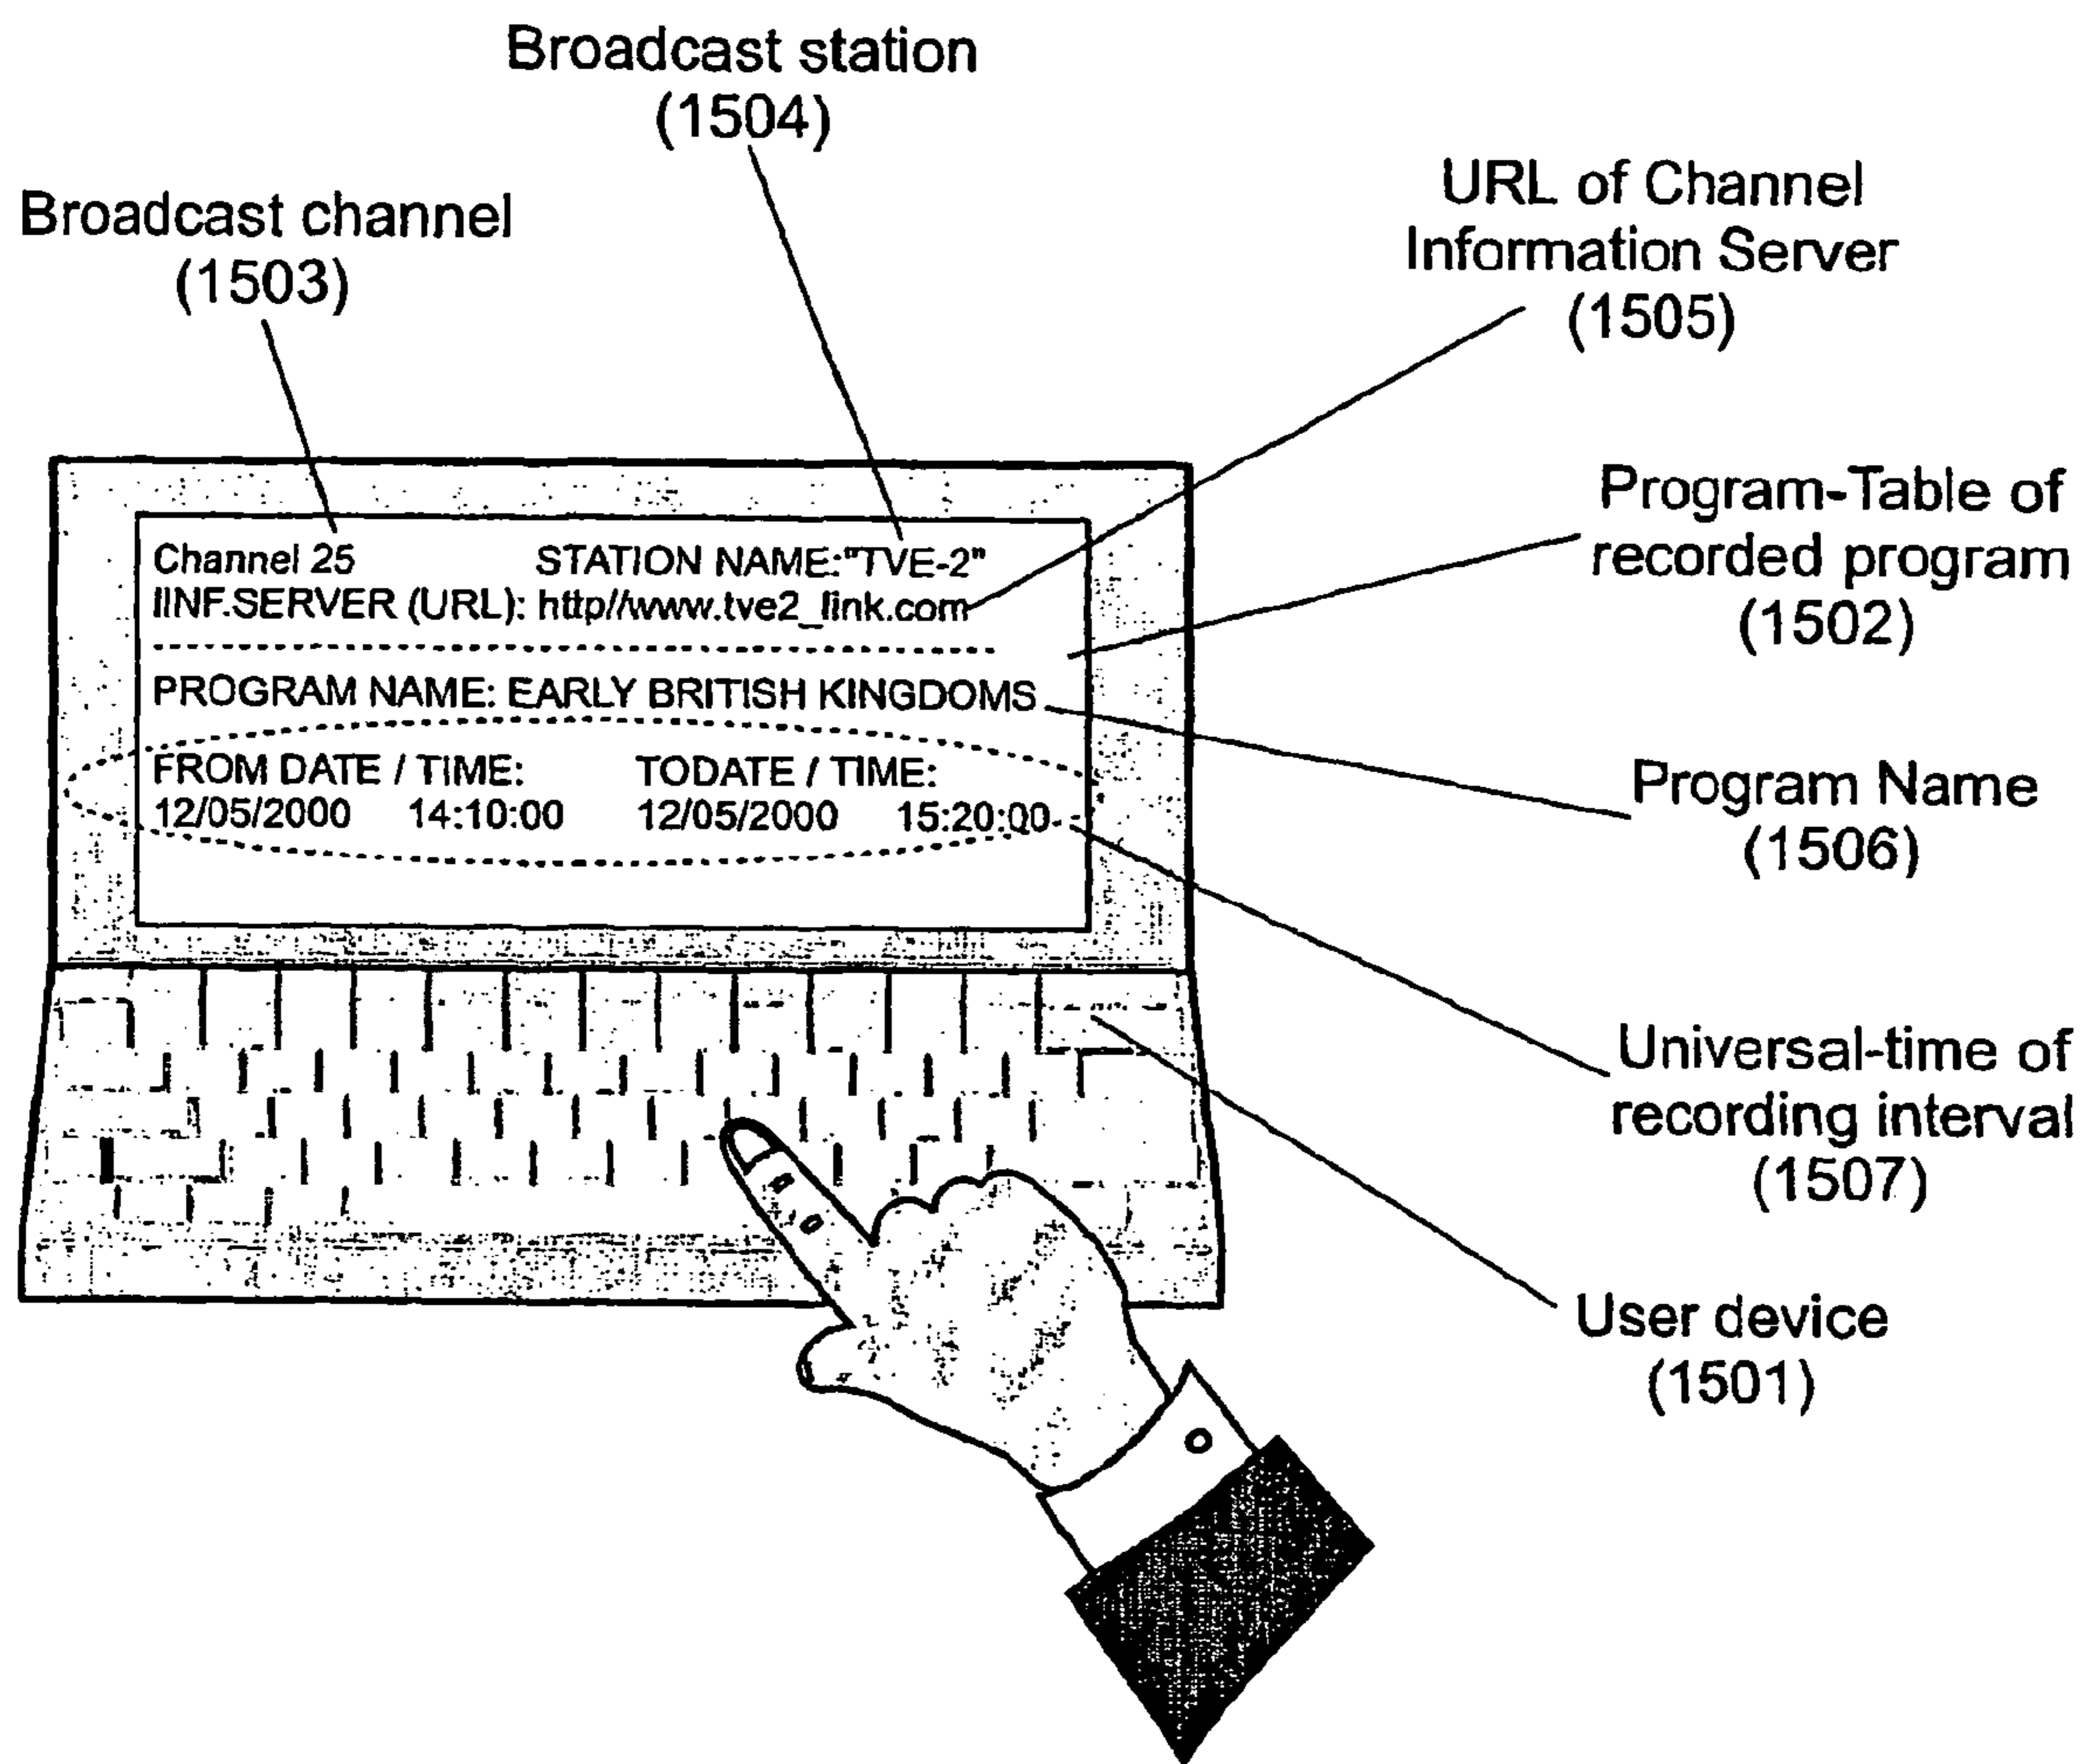 Broadcast station
(1504)
Broadcast channel
(1503)
URL of Channel
Information Server
(1505)
Program-Table of
recorded program
(1502)
Channel 25 STATION NAME:"TVE-2"
IINF.SERVER (URL): http//www.tve2_link.com
PROGRAM NAME: EARLY BRITISH KINGDOMS
FROM DATE / TIME: TODATE / TIME:
12/05/2000 14:10:00 12/05/2000 15:20:00
Program Name
(1506)
Universal-time of
recording interval
(1507)
User device
(1501)